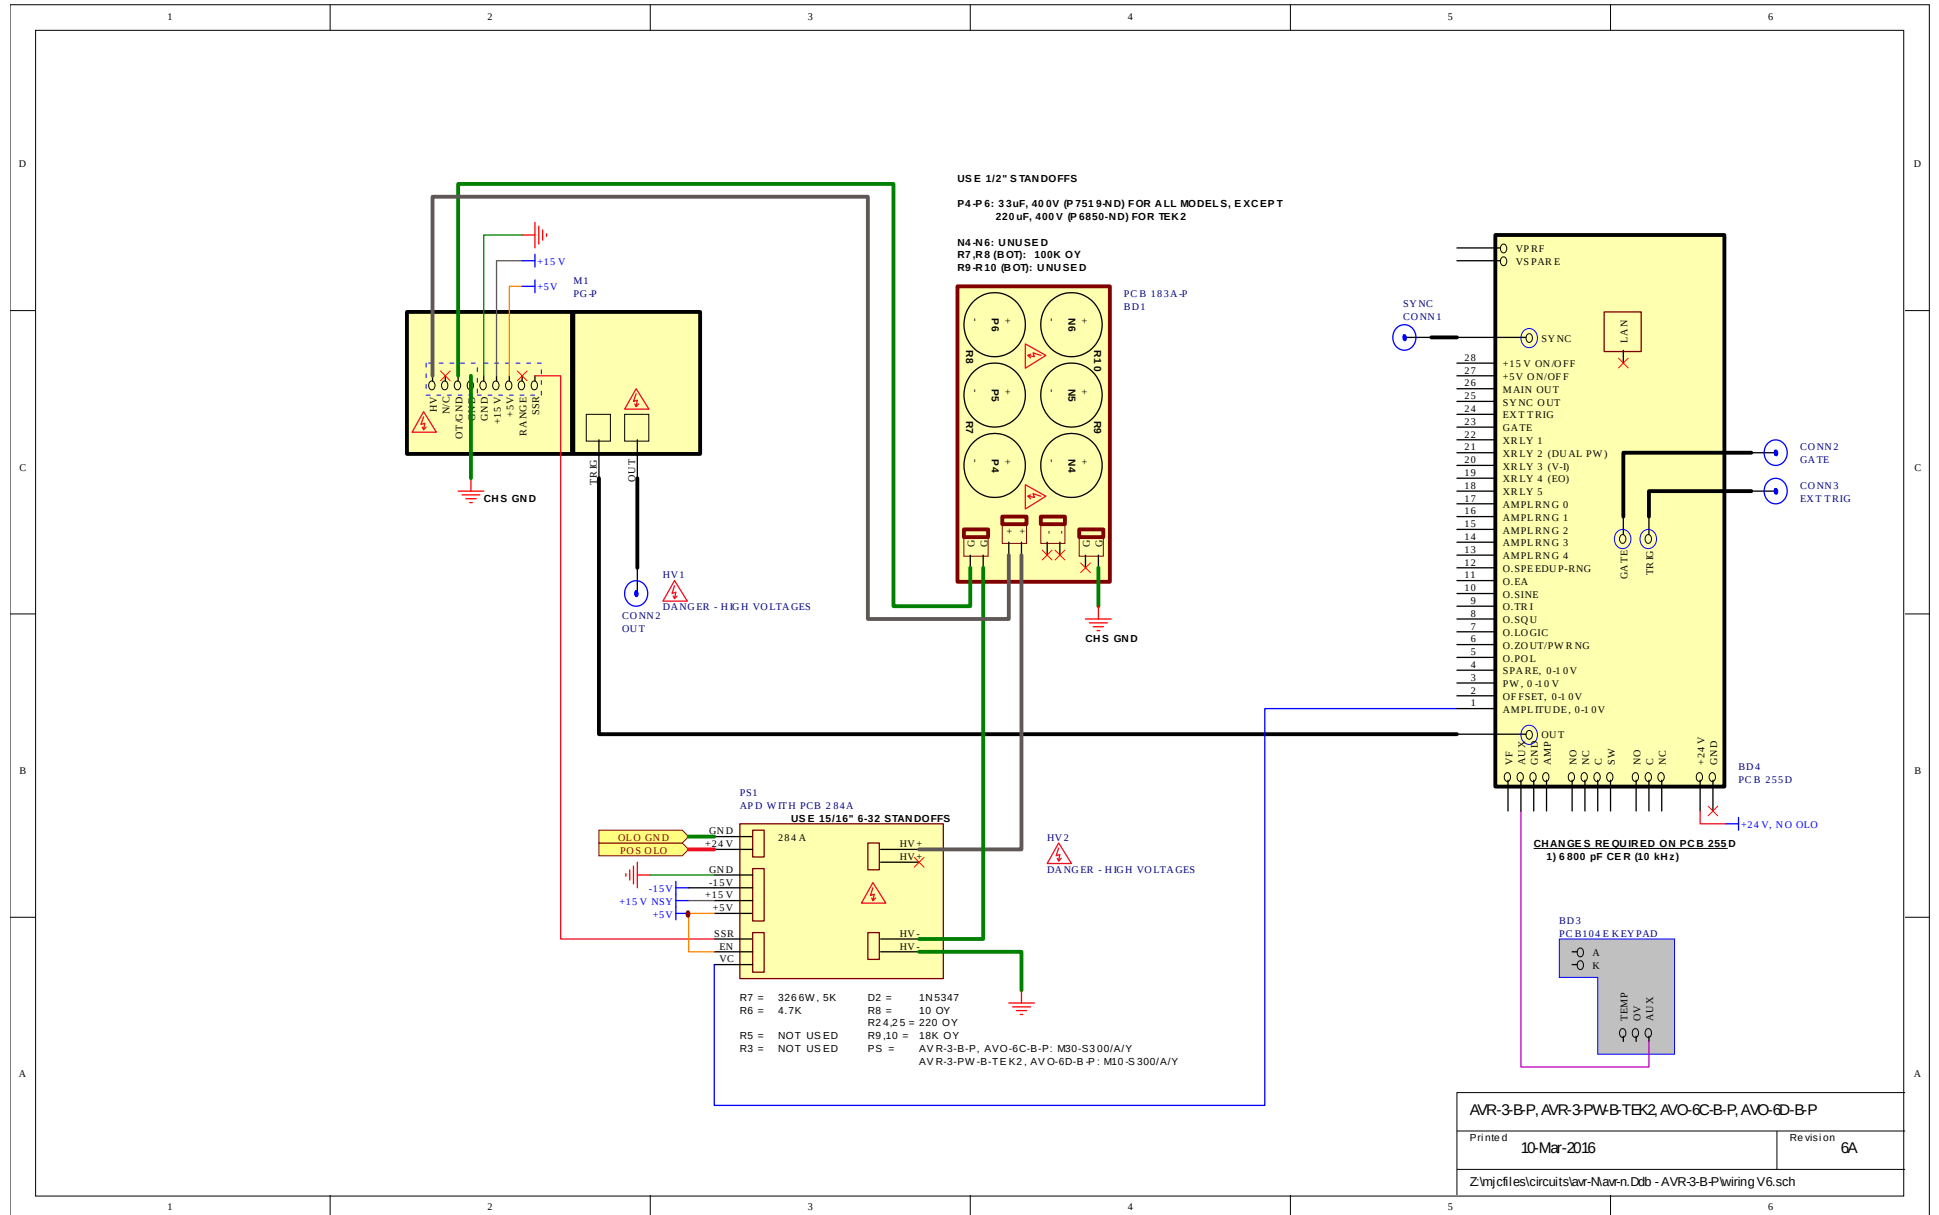 1 2 3 4 5 6
D D
USE 1/2" STANDOFFS
P4-P6: 33uF, 400V (P7519-ND) FOR ALL MODELS, EXCEPT
220uF, 400V (P6850-ND) FOR TEK2
N4-N6: UNUSED
R7,R8 (BOT): 100K OY
R9-R10 (BOT): UNUSED
+15V
+5V
M1
PG-P
HV
N/C
OT/GND
GND
GND
+15V
+5V
RANGE
SSR
TRIG
OUT
CHS GND
HV1
DANGER - HIGH VOLTAGES
CONN2
OUT
PCB 183A-P
BD1
- P6 +
- N6 +
R8
R10
- P5 +
- N5 +
R7
R9
- P4 +
- N4 +
G G
+ +
- -
G G
CHS GND
SYNC
CONN1
VPRF
VSPARE
SYNC
LAN
28 +15V ON/OFF
27 +5V ON/OFF
26 MAIN OUT
25 SYNC OUT
24 EXT TRIG
23 GATE
22 XRLY 1
21 XRLY 2 (DUAL PW)
20 XRLY 3 (V-I)
19 XRLY 4 (EO)
18 XRLY 5
17 AMPLRNG 0
16 AMPLRNG 1
15 AMPLRNG 2
14 AMPLRNG 3
13 AMPLRNG 4
12 O.SPEEDUP-RNG
11 O.EA
10 O.SINE
9 O.TRI
8 O.SQU
7 O.LOGIC
6 O.ZOUT/PWRNG
5 O.POL
4 SPARE, 0-10V
3 PW, 0-10V
2 OFFSET, 0-10V
1 AMPLITUDE, 0-10V
OUT
GATE
TRIG
CONN2
GATE
CONN3
EXT TRIG
VF
AUX
GND
AMP
NO
NC
C
SW
NO
C
NC
+24V
GND
BD4
PCB 255D
+24V, NO OLO
CHANGES REQUIRED ON PCB 255D
1) 6800 pF CER (10 kHz)
C C
B B
PS1
APD WITH PCB 284A
USE 15/16" 6-32 STANDOFFS
OLO GND
POS OLO
GND
+24V
284A
GND
-15V
+15V
+5V
-15V
+15V NSY
+5V
SSR
EN
VC
HV+
HV+
HV-
HV-
HV2
DANGER - HIGH VOLTAGES
R7 = 3266W, 5K D2 = 1N5347
R6 = 4.7K R8 = 10 OY
R24,25 = 220 OY
R5 = NOT USED R9,10 = 18K OY
R3 = NOT USED PS = AVR-3-B-P, AVO-6C-B-P: M30-S300/A/Y
AVR-3-PW-B-TEK2, AVO-6D-B-P: M10-S300/A/Y
BD3
PCB104E KEYPAD
A
K
TEMP
OV
AUX
A A
AVR-3-B-P, AVR-3-PW-B-TEK2, AVO-6C-B-P, AVO-6D-B-P
Printed 10-Mar-2016 Revision 6A
Z:\mjcfiles\circuits\avr-N\avr-n.Ddb - AVR-3-B-P\wiring V6.sch
1 2 3 4 5 6